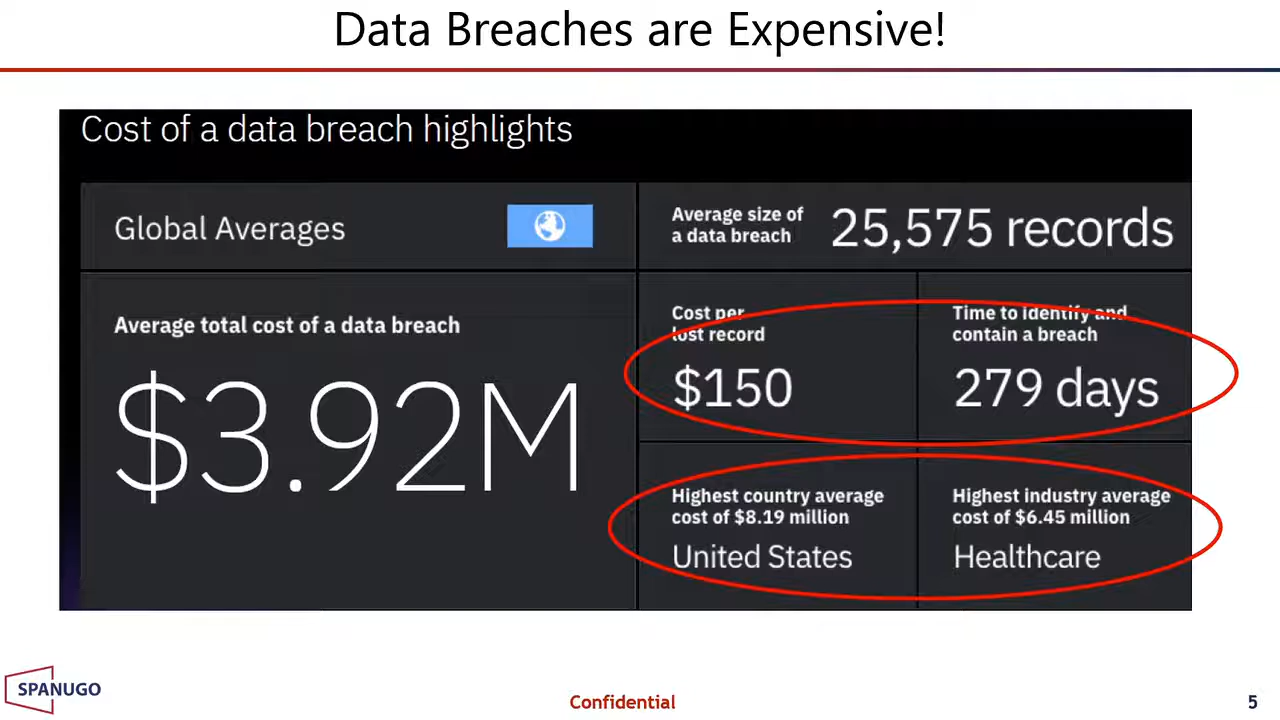 Data Breaches are Expensive!
Cost of a data breach highlights
Global Averages
Average total cost of a data breach
$3.92M
Average size of
a data breach
25,575 records
Cost per
lost record
$150
Time to identify and
contain a breach
279 days
Highest country average
cost of $8.19 million
United States
Highest industry average
cost of $6.45 million
Healthcare
SPANUGO
Confidential
5